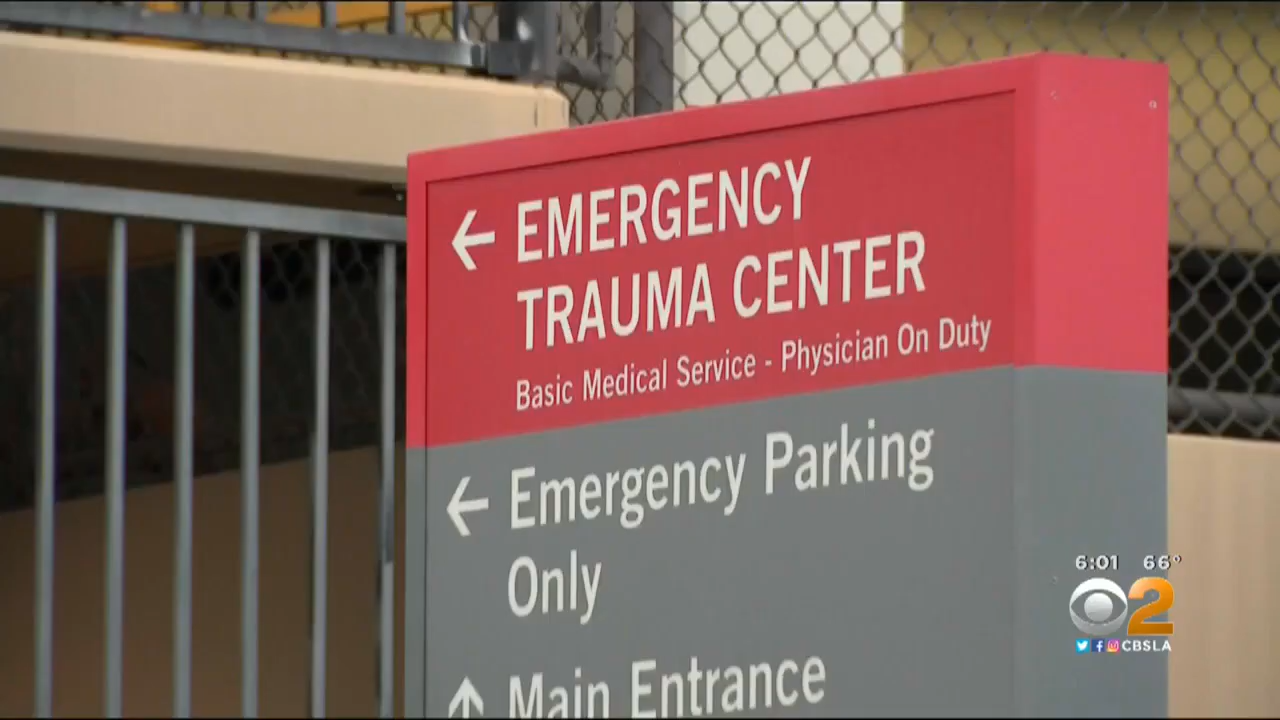 ← EMERGENCY
TRAUMA CENTER
Basic Medical Service - Physician On Duty
← Emergency Parking
Only
↑ Main Entrance
6:01 66°
2
CBSLA